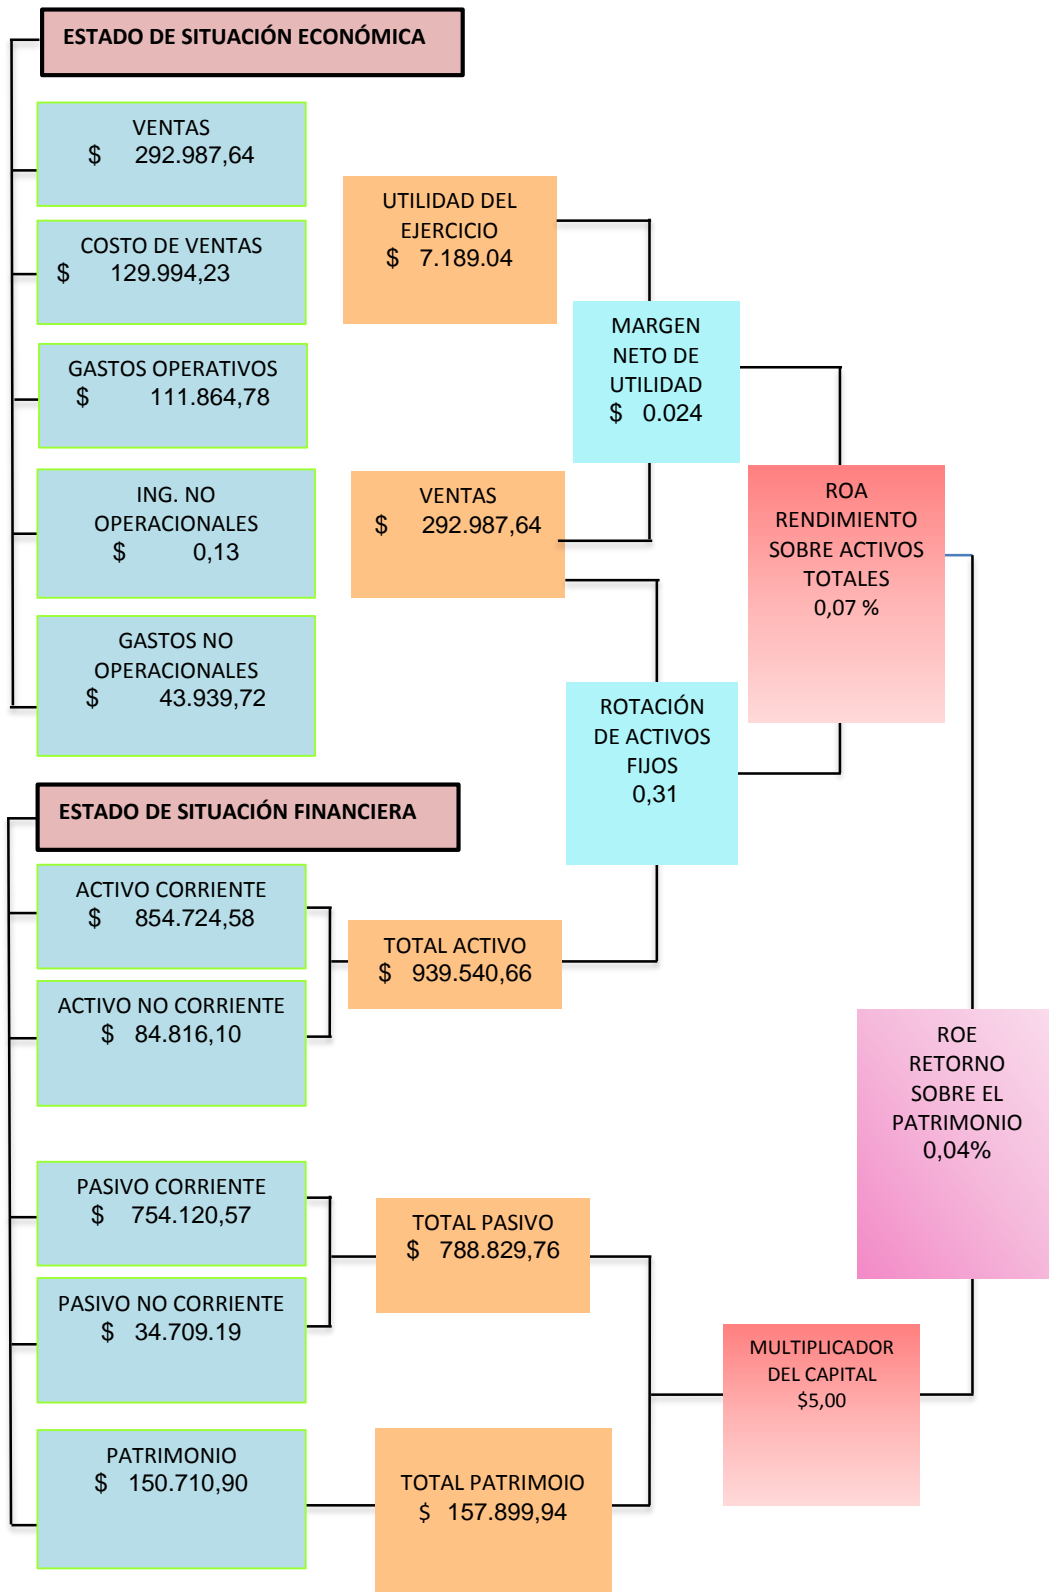 ESTADO DE SITUACIÓN ECONÓMICA
VENTAS
$ 292.987,64
COSTO DE VENTAS
$ 129.994,23
GASTOS OPERATIVOS
$ 111.864,78
ING. NO
OPERACIONALES
$ 0,13
GASTOS NO
OPERACIONALES
$ 43.939,72
UTILIDAD DEL
EJERCICIO
$ 7.189.04
VENTAS
$ 292.987,64
MARGEN
NETO DE
UTILIDAD
$ 0.024
ROTACIÓN
DE ACTIVOS
FIJOS
0,31
ROA
RENDIMIENTO
SOBRE ACTIVOS
TOTALES
0,07 %
ESTADO DE SITUACIÓN FINANCIERA
ACTIVO CORRIENTE
$ 854.724,58
ACTIVO NO CORRIENTE
$ 84.816,10
TOTAL ACTIVO
$ 939.540,66
PASIVO CORRIENTE
$ 754.120,57
PASIVO NO CORRIENTE
$ 34.709.19
TOTAL PASIVO
$ 788.829,76
PATRIMONIO
$ 150.710,90
TOTAL PATRIMOIO
$ 157.899,94
MULTIPLICADOR
DEL CAPITAL
$5,00
ROE
RETORNO
SOBRE EL
PATRIMONIO
0,04%